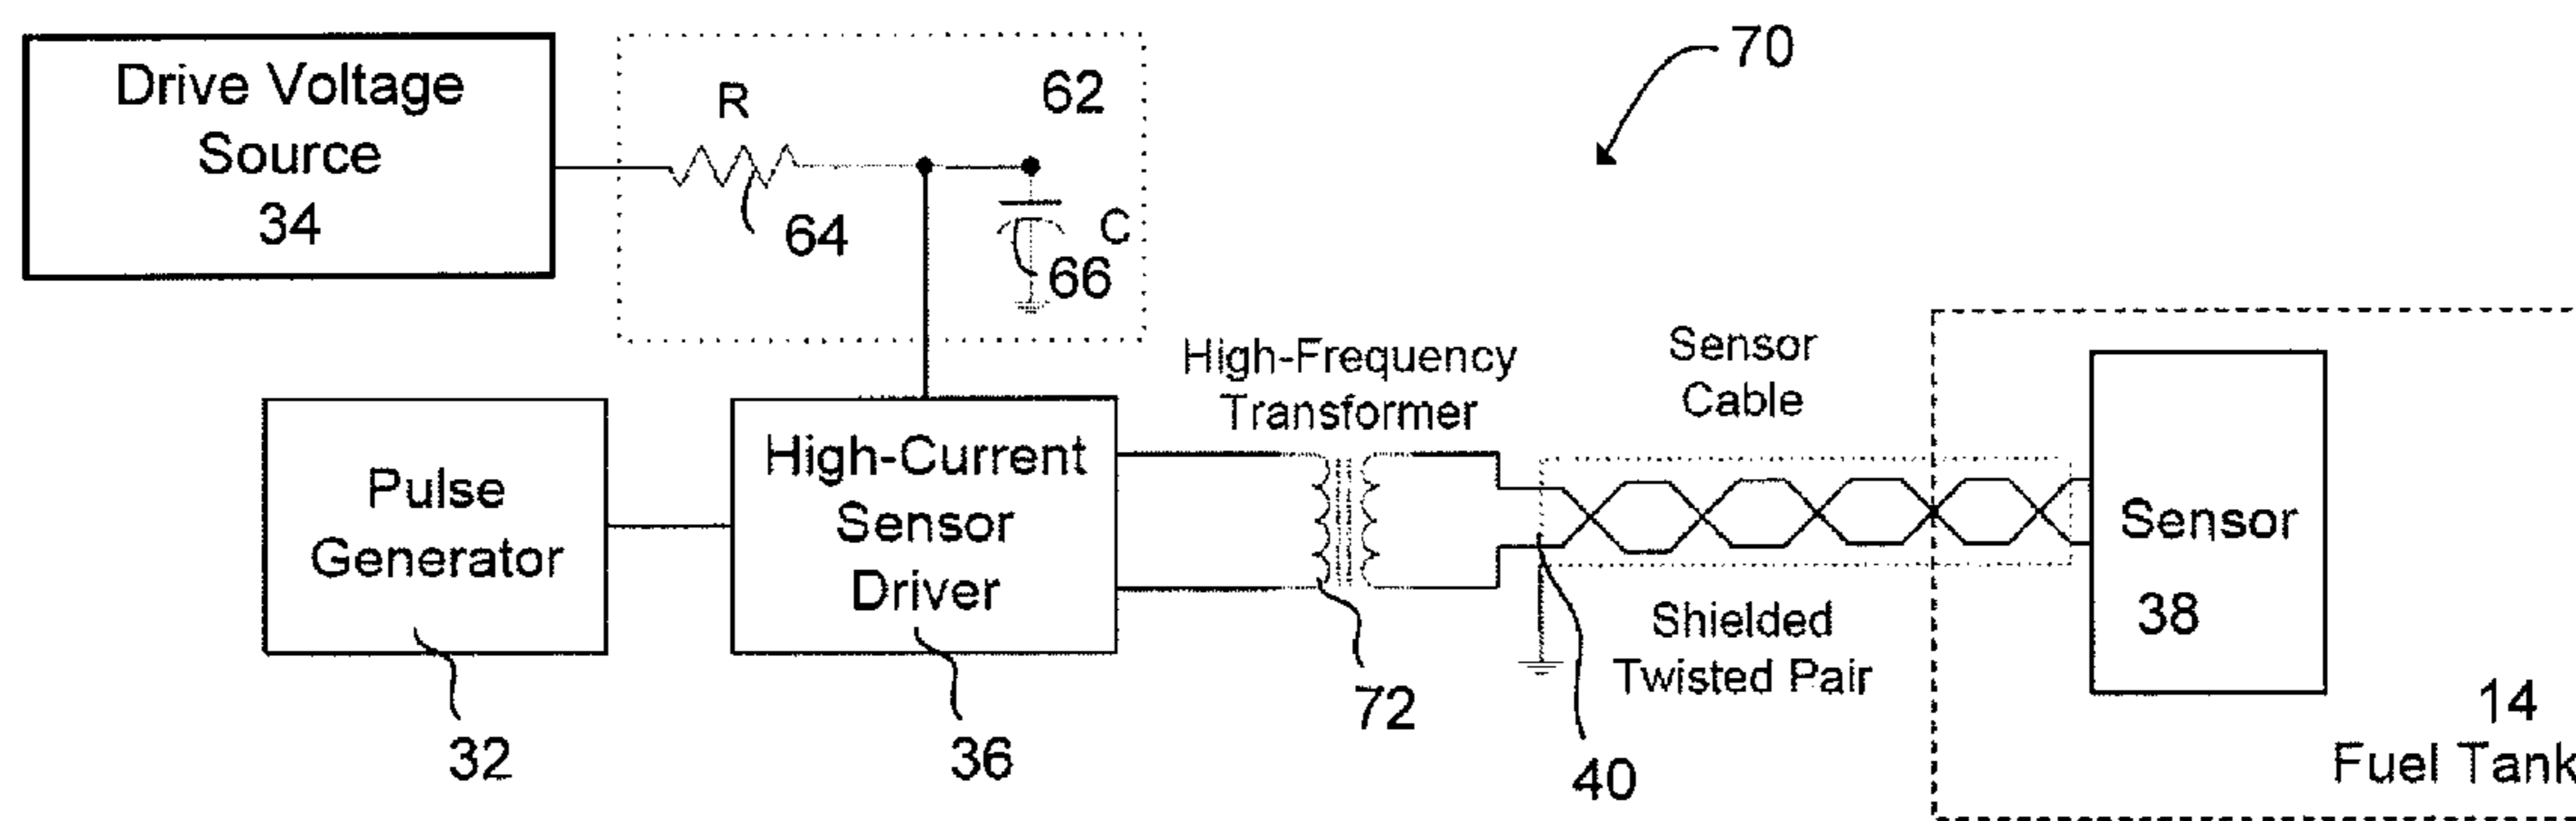 Drive Voltage
Source
34
R
62
64
C
66
70
Pulse
Generator
32
High-Current
Sensor
Driver
36
High-Frequency
Transformer
72
Sensor
Cable
Shielded
Twisted Pair
40
Sensor
38
14
Fuel Tank